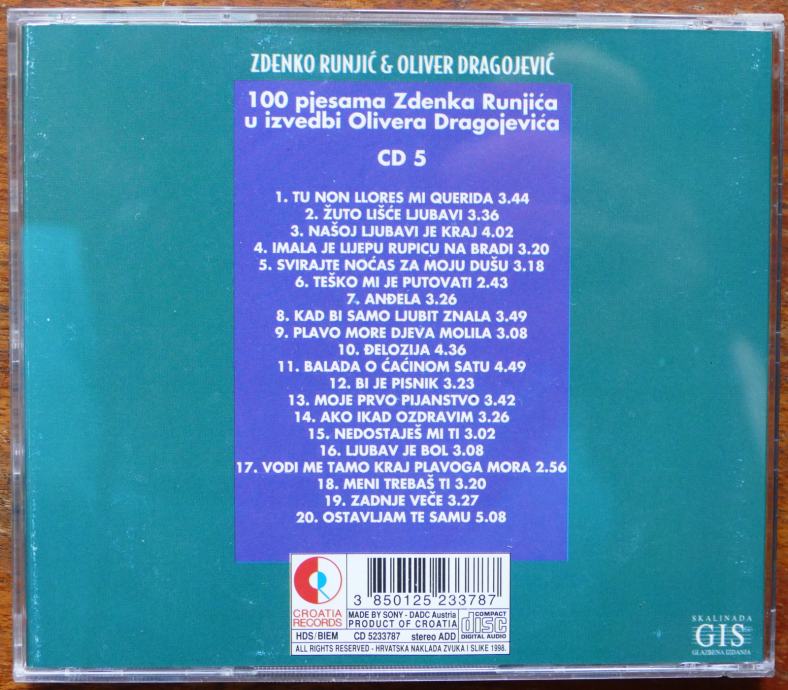 ZDENKO RUNJIĆ & OLIVER DRAGOJEVIĆ
100 pjesama Zdenka Runjića
u izvedbi Olivera Dragojevića
CD 5
1. TU NON LLORES MI QUERIDA 3.44
2. ŽUTO LIŠĆE LJUBAVI 3.36
3. NAŠOJ LJUBAVI JE KRAJ 4.02
4. IMALA JE LIJEPU RUPICU NA BRADI 3.20
5. SVIRAJTE NOĆAS ZA MOJU DUŠU 3.18
6. TEŠKO MI JE PUTOVATI 2.43
7. ANĐELA 3.26
8. KAD BI SAMO LJUBIT ZNALA 3.49
9. PLAVO MORE DJEVA MOLILA 3.08
10. ĐELOZIJA 4.36
11. BALADA O ĆAĆINOM SATU 4.49
12. BI JE PISNIK 3.23
13. MOJE PRVO PIJANSTVO 3.42
14. AKO IKAD OZDRAVIM 3.26
15. NEDOSTAJEŠ MI TI 3.02
16. LJUBAV JE BOL 3.08
17. VODI ME TAMO KRAJ PLAVOGA MORA 2.56
18. MENI TREBAŠ TI 3.20
19. ZADNJE VEČE 3.27
20. OSTAVLJAM TE SAMU 5.08
CROATIA
RECORDS
3 850125 233787
MADE BY SONY - DADC Austria
PRODUCT OF CROATIA
COMPACT
disc
DIGITAL AUDIO
HDS/BIEM CD 5233787 stereo ADD
ALL RIGHTS RESERVED - HRVATSKA NAKLADA ZVUKA I SLIKE 1998.
SKALINADA
GIS
GLAZBENA IZDANJA